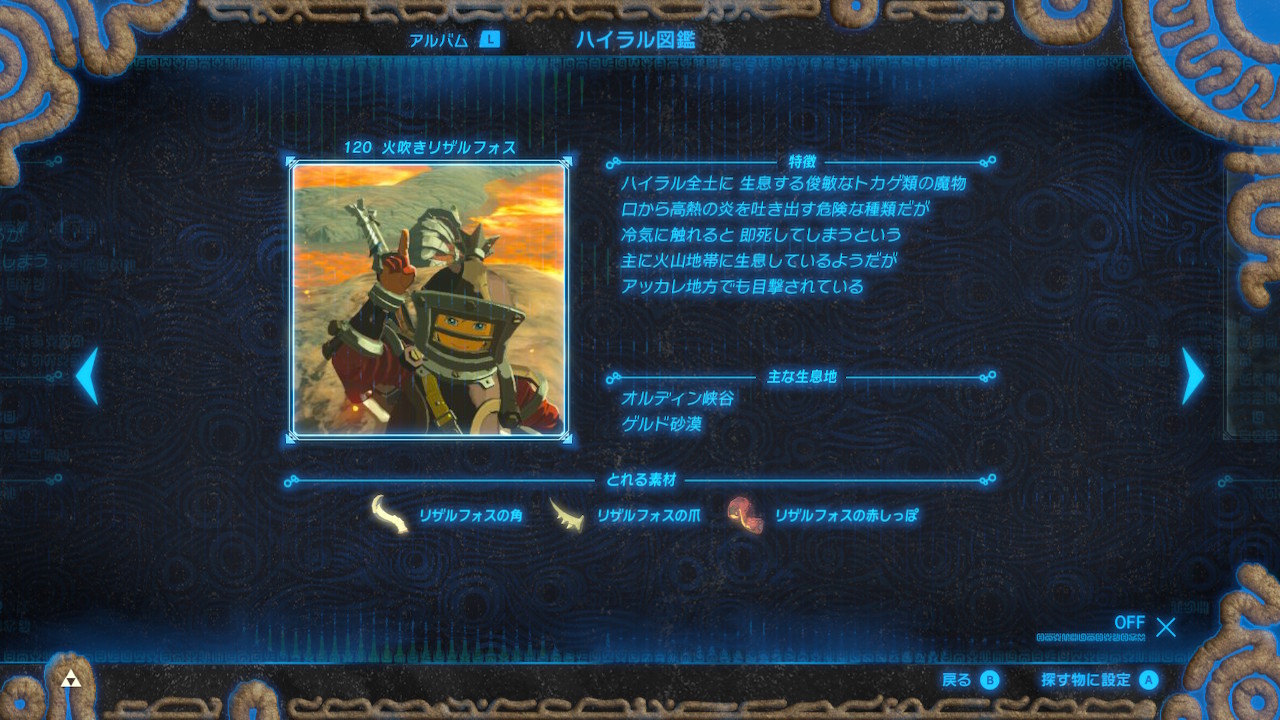 アルバム L
ハイラル図鑑
120 火吹きリザルフォス
特徴
ハイラル全土に 生息する俊敏なトカゲ類の魔物
口から高熱の炎を吐き出す危険な種類だが
冷気に触れると 即死してしまうという
主に火山地帯に生息しているようだが
アッカレ地方でも目撃されている
主な生息地
オルディン峡谷
ゲルド砂漠
とれる素材
リザルフォスの角
リザルフォスの爪
リザルフォスの赤しっぽ
OFF
戻る B
探す物に設定 A